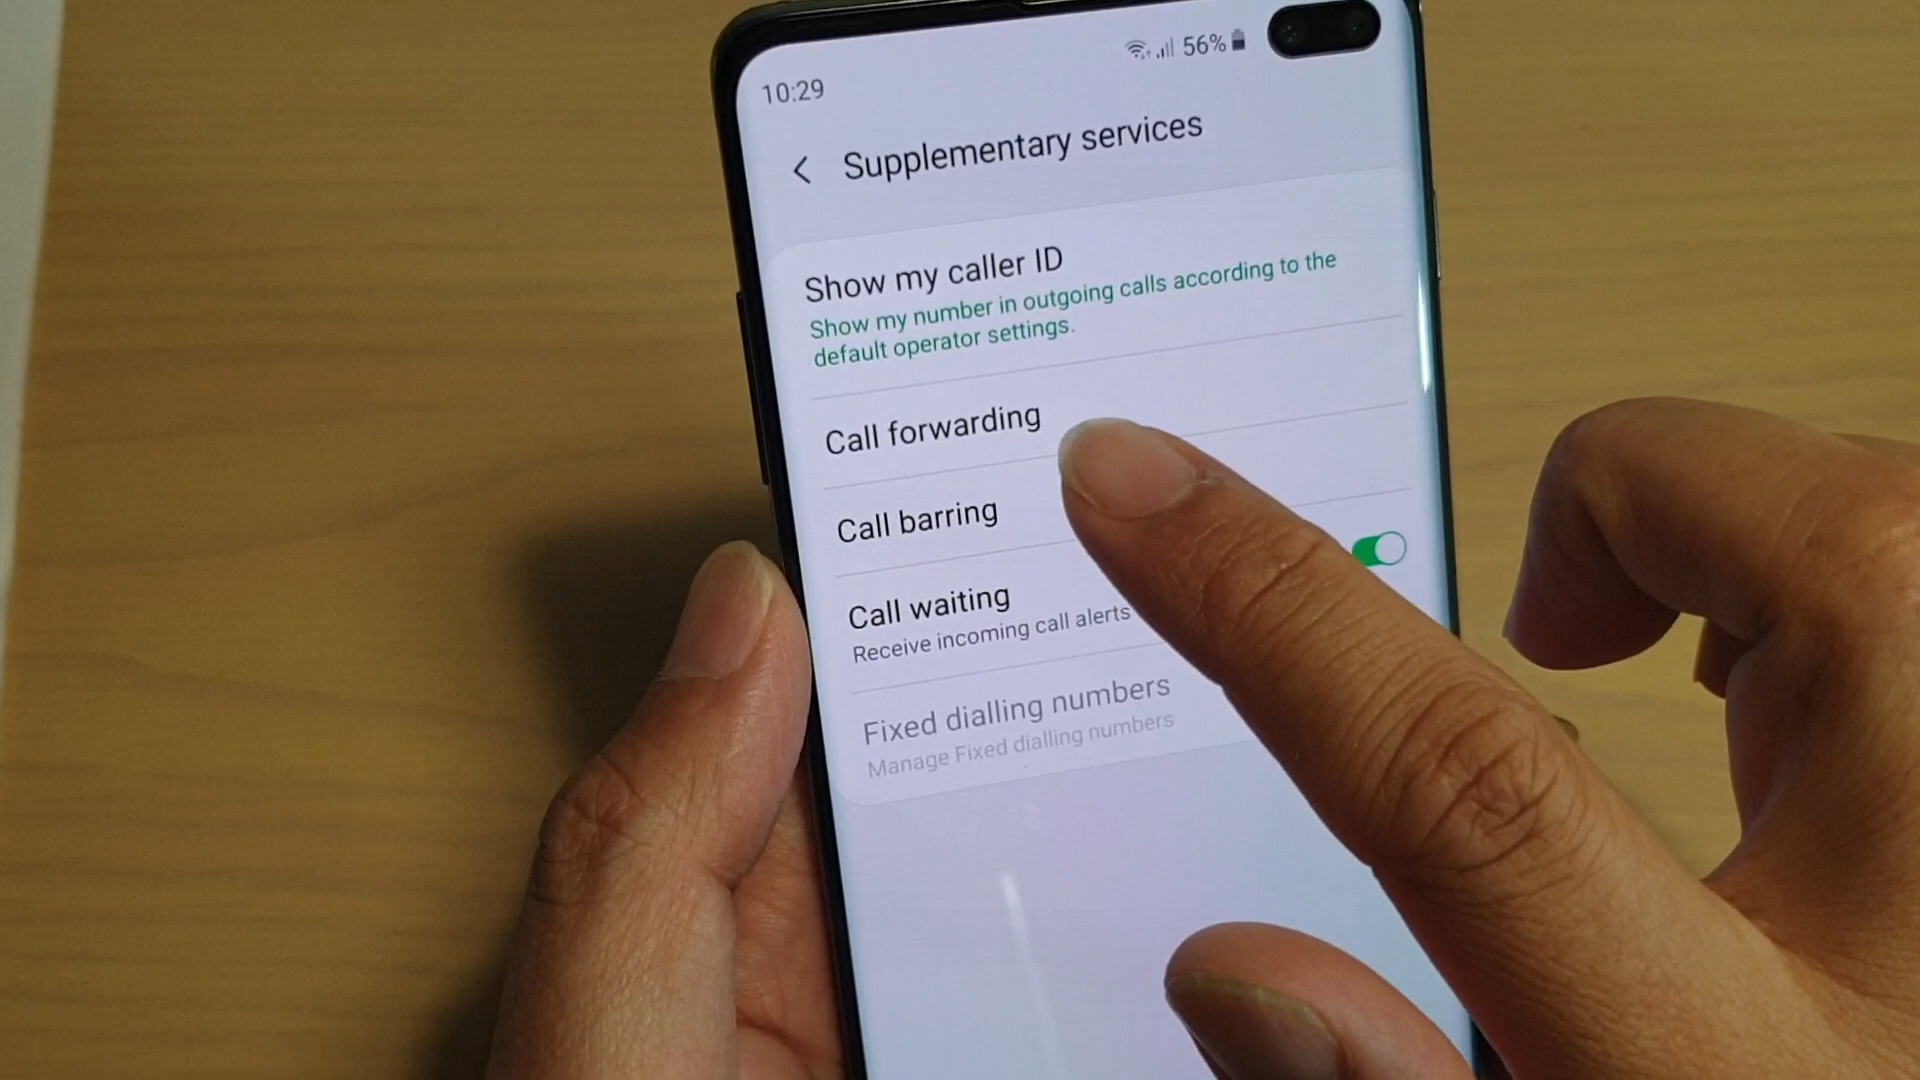 10:29
56%
Supplementary services
Show my caller ID
Show my number in outgoing calls according to the
default operator settings.
Call forwarding
Call barring
Call waiting
Receive incoming call alerts
Fixed dialling numbers
Manage Fixed dialling numbers